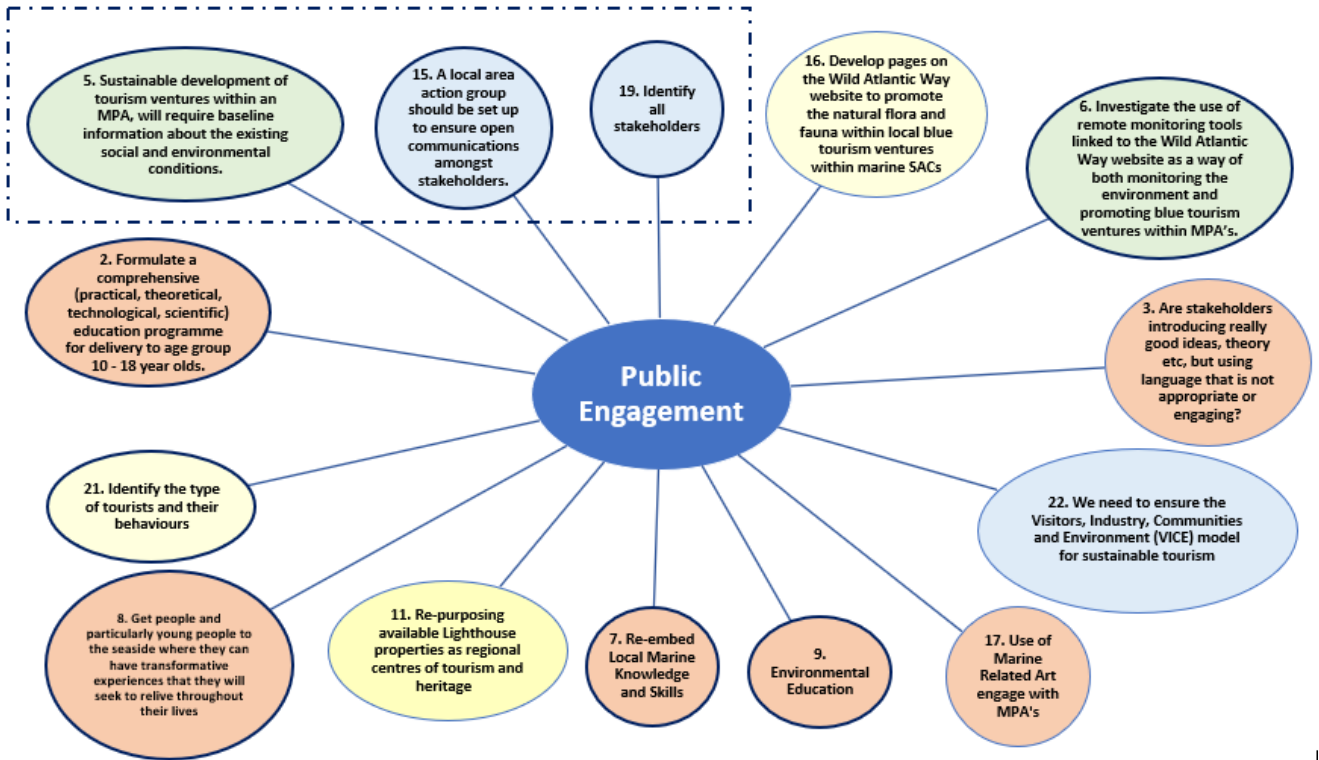 5. Sustainable development of
tourism ventures within an
MPA, will require baseline
information about the existing
social and environmental
conditions.
15. A local area
action group
should be set up
to ensure open
communications
amongst
stakeholders.
19. Identify
all
stakeholders
16. Develop pages on
the Wild Atlantic Way
website to promote
the natural flora and
fauna within local blue
tourism ventures
within marine SACs
6. Investigate the use of
remote monitoring tools
linked to the Wild Atlantic
Way website as a way of
both monitoring the
environment and
promoting blue tourism
ventures within MPA's.
2. Formulate a
comprehensive
(practical, theoretical,
technological, scientific)
education programme
for delivery to age group
10 - 18 year olds.
3. Are stakeholders
introducing really
good ideas, theory
etc, but using
language that is not
appropriate or
engaging?
Public
Engagement
21. Identify the type
of tourists and their
behaviours
22. We need to ensure the
Visitors, Industry, Communities
and Environment (VICE) model
for sustainable tourism
8. Get people and
particularly young people to
the seaside where they can
have transformative
experiences that they will
seek to relive throughout
their lives
11. Re-purposing
available Lighthouse
properties as regional
centres of tourism and
heritage
7. Re-embed
Local Marine
Knowledge
and Skills
9.
Environmental
Education
17. Use of
Marine
Related Art
engage with
MPA's